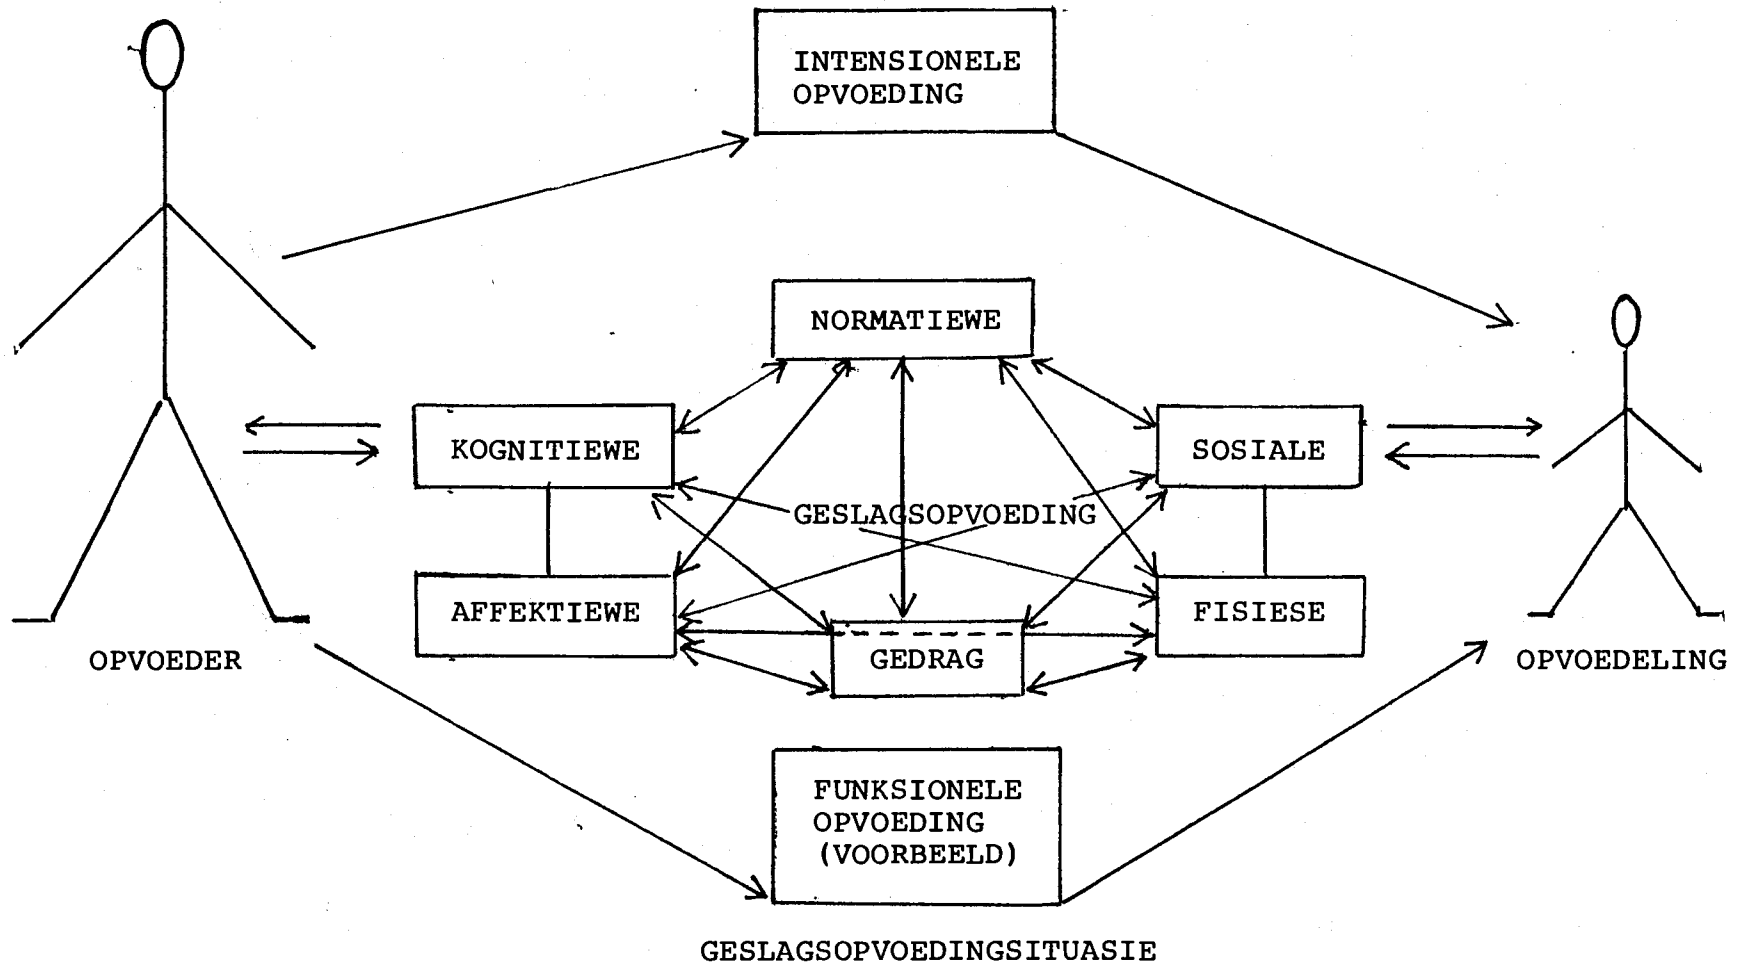 INTENSIONELE
OPVOEDING
NORMATIEWE
KOGNITIEWE
SOSIALE
GESLAGSOPVOEDING
AFFEKTIEWE
FISIESE
GEDRAG
OPVOEDER
OPVOEDELING
FUNKSIONELE
OPVOEDING
(VOORBEELD)
GESLAGSOPVOEDINGSITUASIE